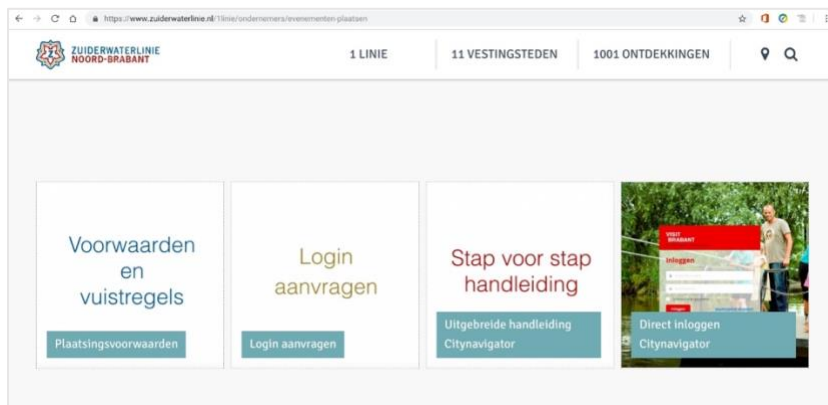 https://www.zuiderwaterlinie.nl/1linie/ondernemers/evenementen-plaatsen
ZUIDERWATERLINIE
NOORD-BRABANT
1 LINIE
11 VESTINGSTEDEN
1001 ONTDEKKINGEN
Voorwaarden
en
vuistregels
Plaatsingsvoorwaarden
Login
aanvragen
Login aanvragen
Stap voor stap
handleiding
Uitgebreide handleiding
Citynavigator
VISIT
BRABANT
Inloggen
Inloggen
Direct inloggen
Citynavigator